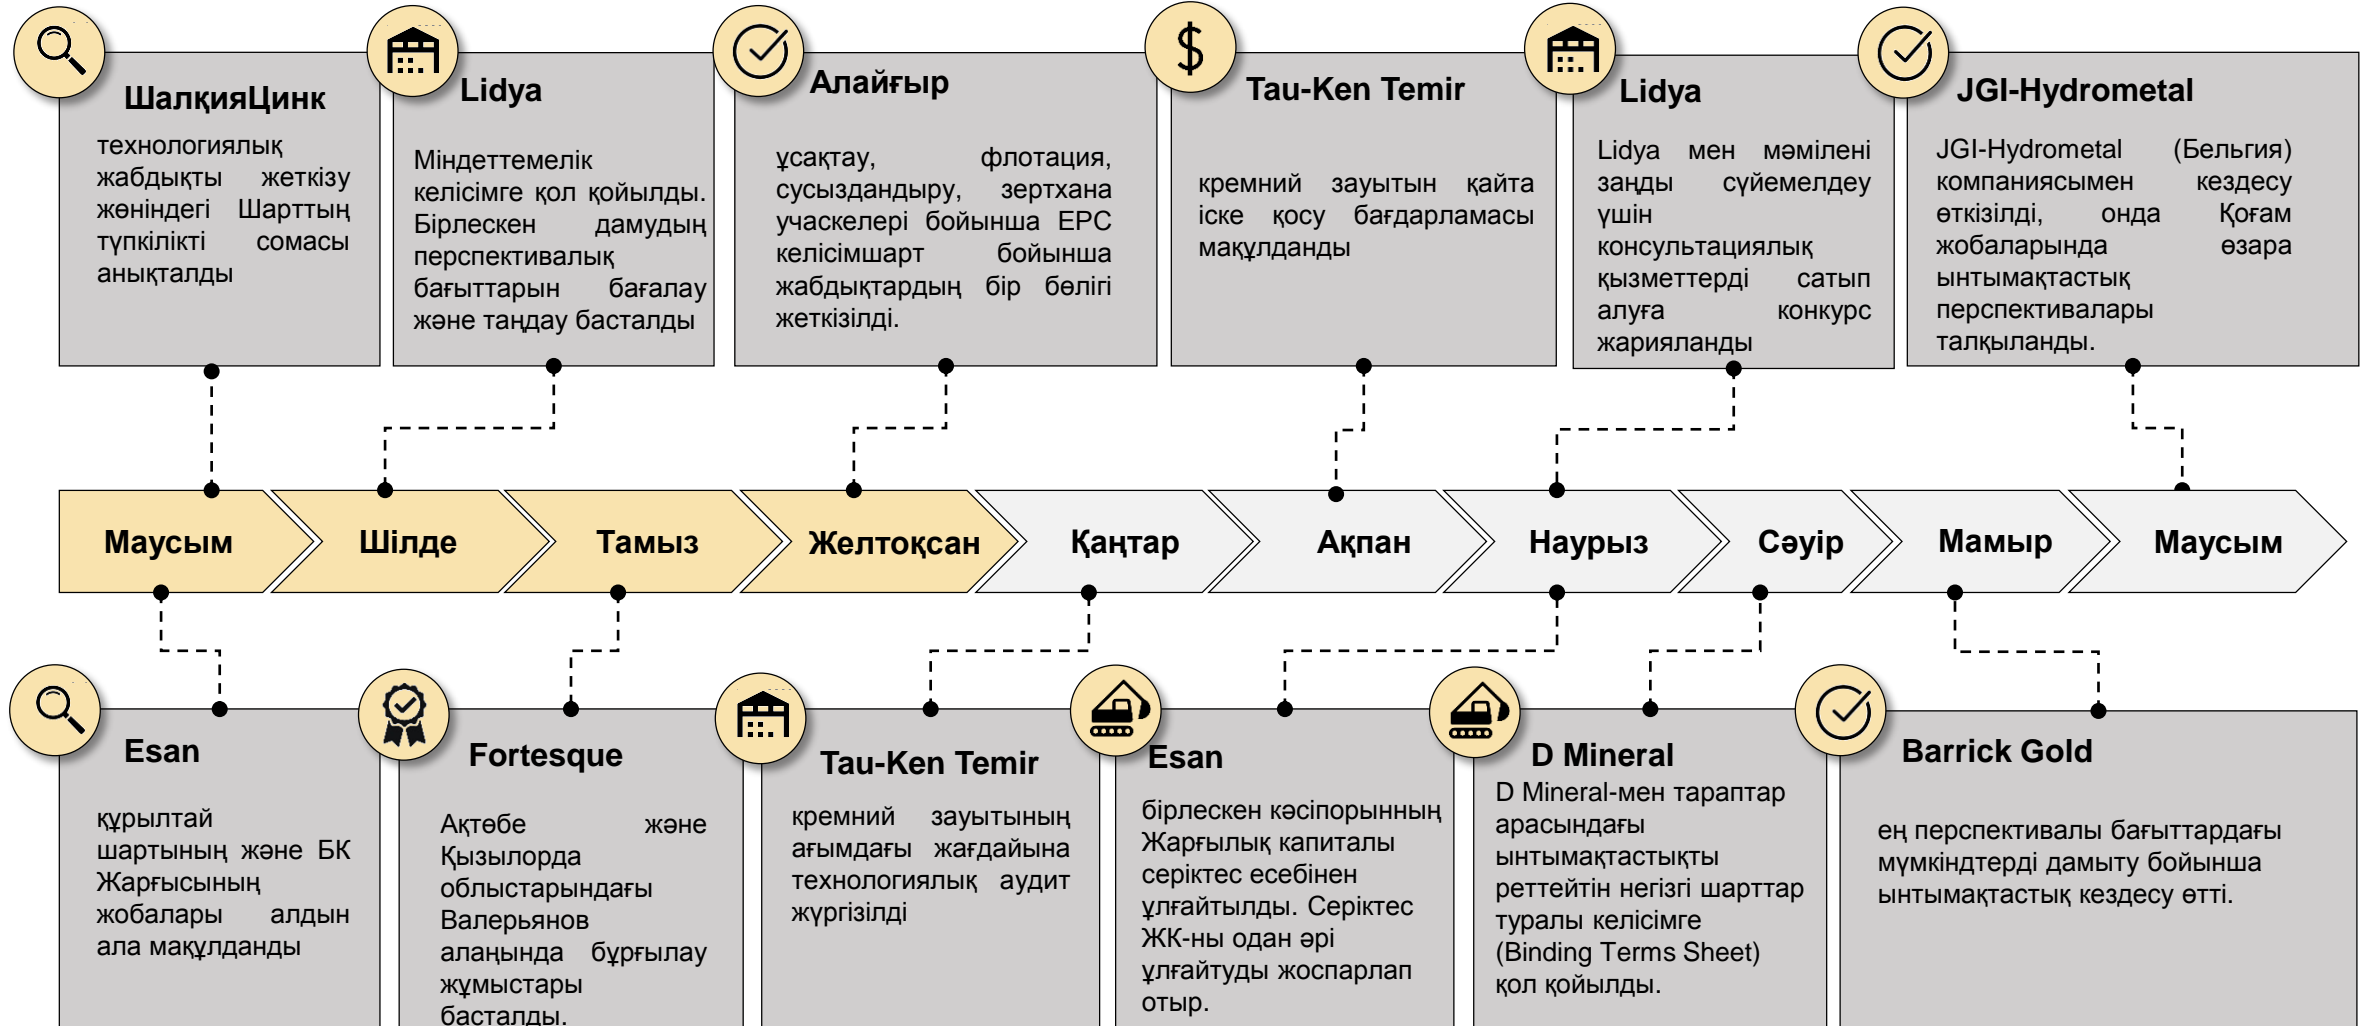 ШалқияЦинк
технологиялық
жабдықты жеткізу
жөніндегі Шарттың
түпкілікті сомасы
анықталды
Lidya
Міндеттемелік
келісімге қол қойылды.
Бірлескен дамудың
перспективалық
бағыттарын бағалау
және таңдау басталды
Алайғыр
ұсақтау, флотация,
сусыздандыру, зертхана
учаскелері бойынша EPC
келісімшарт бойынша
жабдықтардың бір бөлігі
жеткізілді.
Tau-Ken Temir
кремний зауытын қайта
іске қосу бағдарламасы
мақұлданды
Lidya
Lidya мен мәмілені
заңды сүйемелдеу
үшін
консультациялық
қызметтерді сатып
алуға конкурс
жарияланды
JGI-Hydrometal
JGI-Hydrometal (Бельгия)
компаниясымен кездесу
өткізілді, онда Қоғам
жобаларында өзара
ынтымақтастық
перспективалары
талқыланды.
Маусым
Шілде
Тамыз
Желтоқсан
Қаңтар
Ақпан
Наурыз
Сәуір
Мамыр
Маусым
Esan
құрылтай
шартының және БК
Жарғысының
жобалары алдын
ала мақұлданды
Fortesque
Ақтөбе және
Қызылорда
облыстарындағы
Валерьянов
алаңында бұрғылау
жұмыстары
басталды.
Tau-Ken Temir
кремний зауытының
ағымдағы жағдайына
технологиялық аудит
жүргізілді
Esan
бірлескен кәсіпорынның
Жарғылық капиталы
серіктес есебінен
ұлғайтылды. Серіктес
ЖК-ны одан әрі
ұлғайтуды жоспарлап
отыр.
D Mineral
D Mineral-мен тараптар
арасындағы
ынтымақтастықты
реттейтін негізгі шарттар
туралы келісімге
(Binding Terms Sheet)
қол қойылды.
Barrick Gold
ең перспективалы бағыттардағы
мүмкіндтерді дамыту бойынша
ынтымақтастық кездесу өтті.